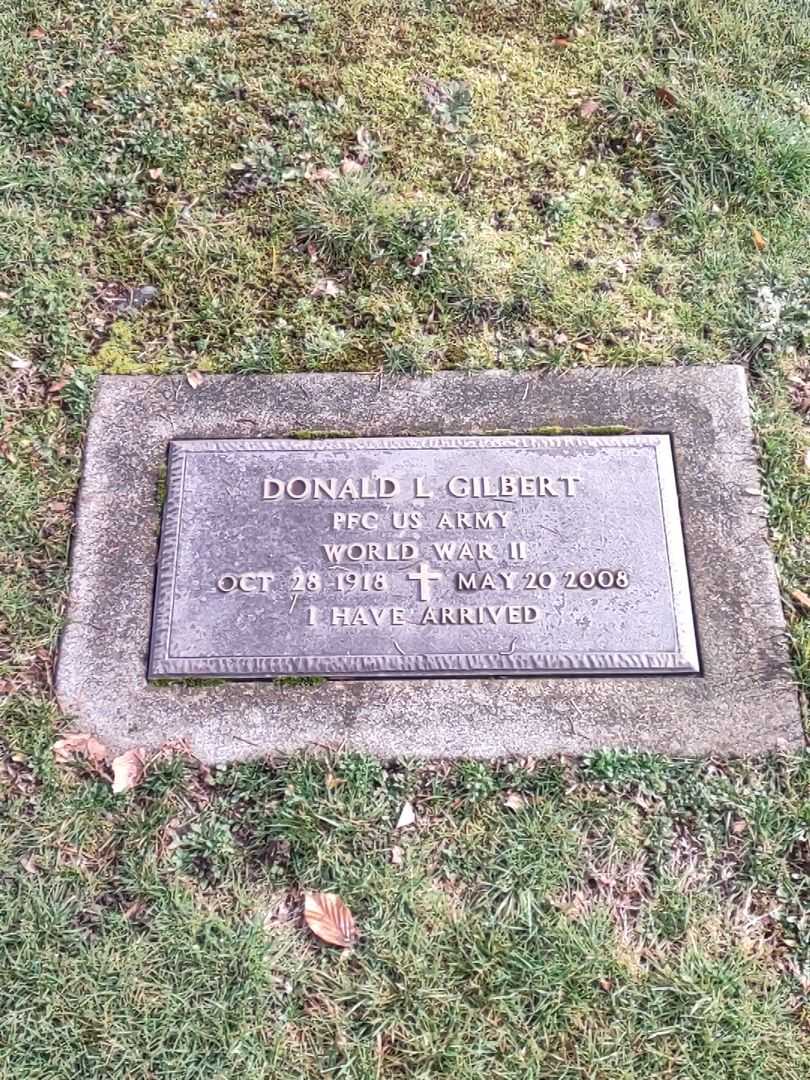 DONALD L GILBERT
PFC US ARMY
WORLD WAR II
OCT 28 1918 MAY 20 2008
I HAVE ARRIVED